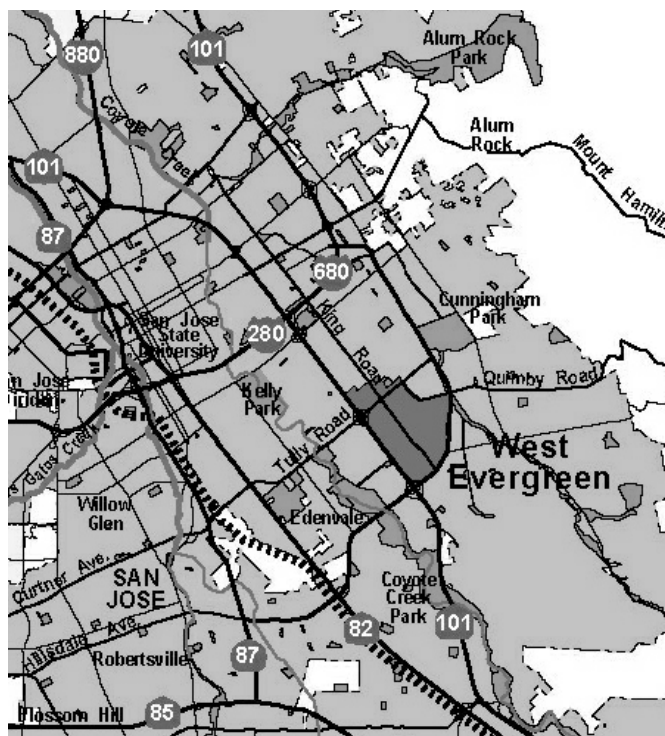 880
101
Alum Rock
Park
Coyote
Creek
Alum
Rock
Mount Hamil
101
87
680
Cunningham
Park
San Jose
State
University
280
King Road
Kelly
Park
Quimby Road
Tully Road
West
Evergreen
Gatos Creek
Willow
Glen
Edenvale
Curtner Ave.
SAN
JOSE
Coyote
Creek
Park
Hillsdale Ave.
Robertsville
87
82
101
Blossom Hill
85